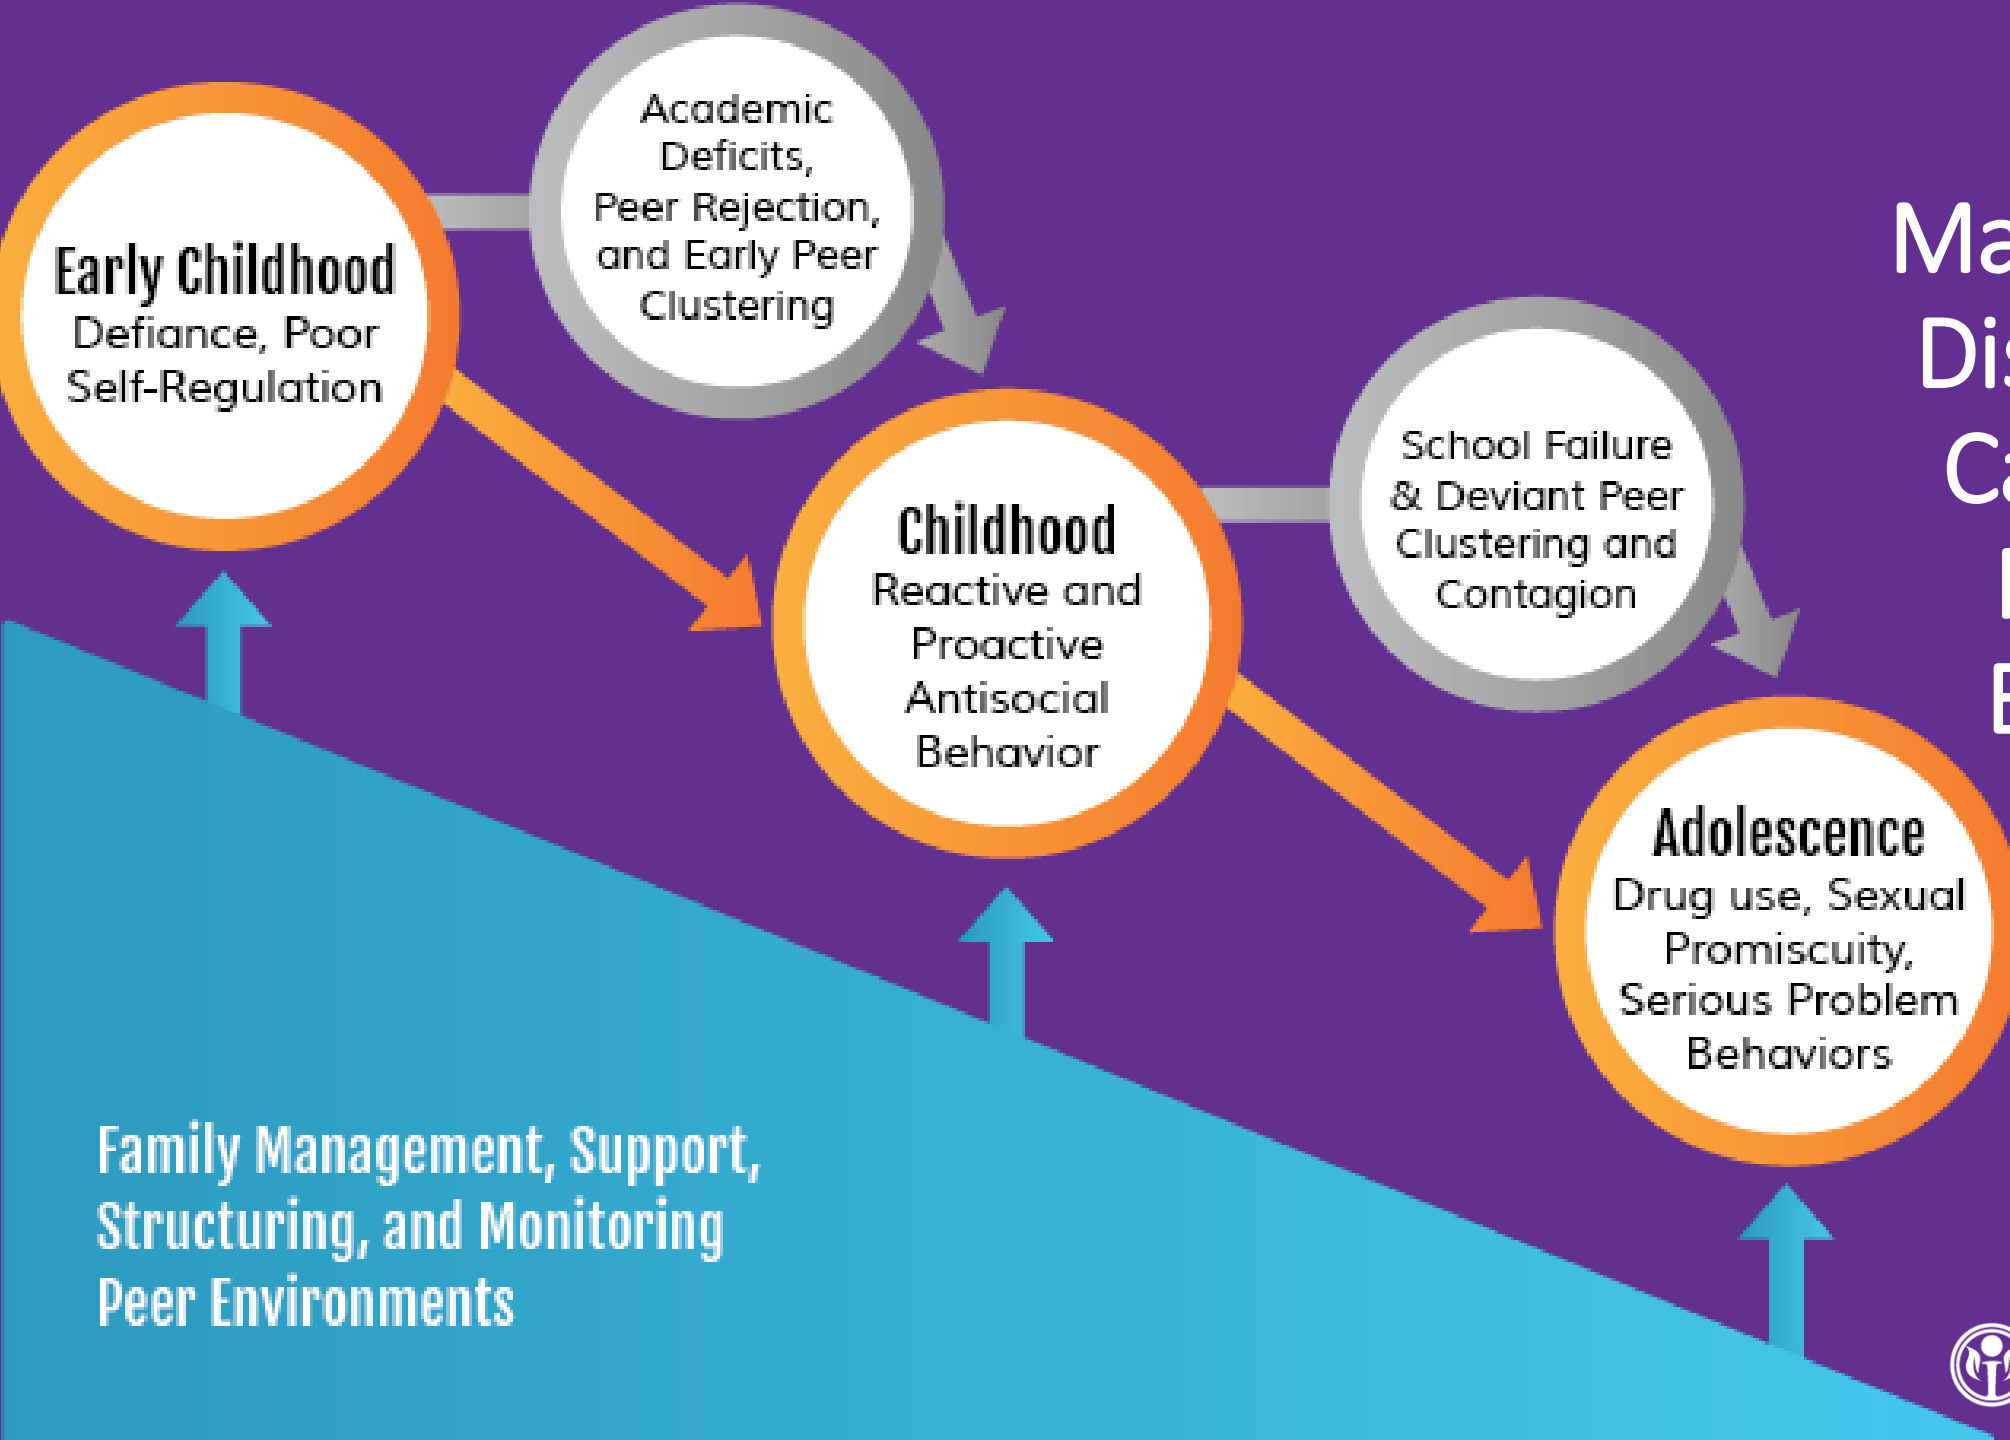 Early Childhood
Defiance, Poor
Self-Regulation
Academic
Deficits,
Peer Rejection,
and Early Peer
Clustering
Childhood
Reactive and
Proactive
Antisocial
Behavior
School Failure
& Deviant Peer
Clustering and
Contagion
Adolescence
Drug use, Sexual
Promiscuity,
Serious Problem
Behaviors
Family Management, Support,
Structuring, and Monitoring
Peer Environments